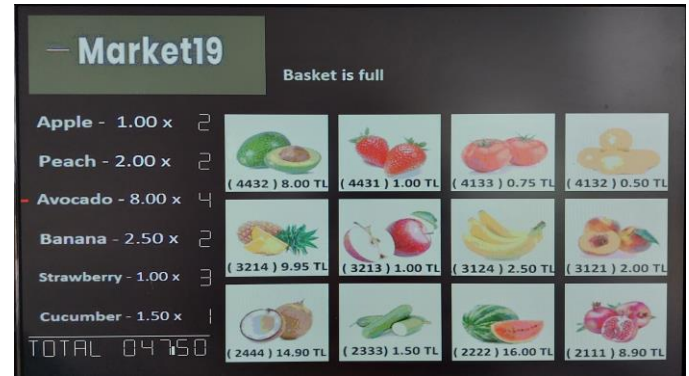 Market19
Basket is full
Apple - 1.00 x 2
Peach - 2.00 x 2
Avocado - 8.00 x 4
Banana - 2.50 x 2
Strawberry - 1.00 x 3
Cucumber - 1.50 x 1
TOTAL 047.50
( 4432 ) 8.00 TL ( 4431 ) 1.00 TL ( 4133 ) 0.75 TL ( 4132 ) 0.50 TL
( 3214 ) 9.95 TL ( 3213 ) 1.00 TL ( 3124 ) 2.50 TL ( 3121 ) 2.00 TL
( 2444 ) 14.90 TL ( 2333) 1.50 TL ( 2222 ) 16.00 TL ( 2111 ) 8.90 TL